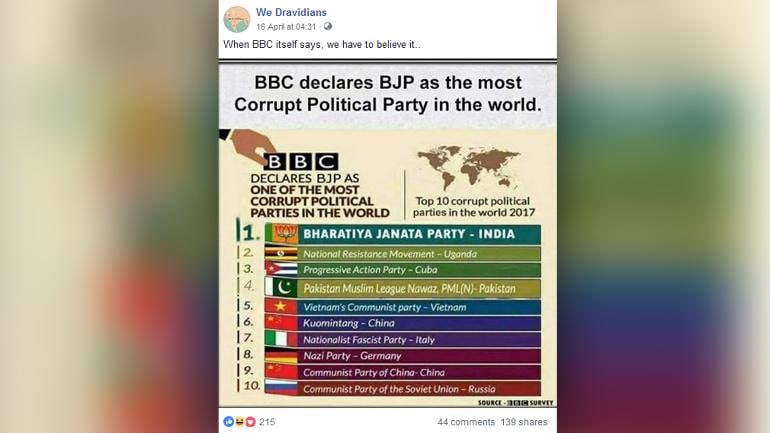 We Dravidians
16 April at 04:31 ·
When BBC itself says, we have to believe it..
BBC declares BJP as the most
Corrupt Political Party in the world.
BBC
DECLARES BJP AS
ONE OF THE MOST
CORRUPT POLITICAL
PARTIES IN THE WORLD
Top 10 corrupt political
parties in the world 2017
1. BHARATIYA JANATA PARTY - INDIA
2. National Resistance Movement – Uganda
3. Progressive Action Party – Cuba
4. Pakistan Muslim League Nawaz, PML(N)- Pakistan
5. Vietnam's Communist party – Vietnam
6. Kuomintang – China
7. Nationalist Fascist Party – Italy
8. Nazi Party – Germany
9. Communist Party of China- China
10. Communist Party of the Soviet Union – Russia
SOURCE - BBC SURVEY
215
44 comments 139 shares